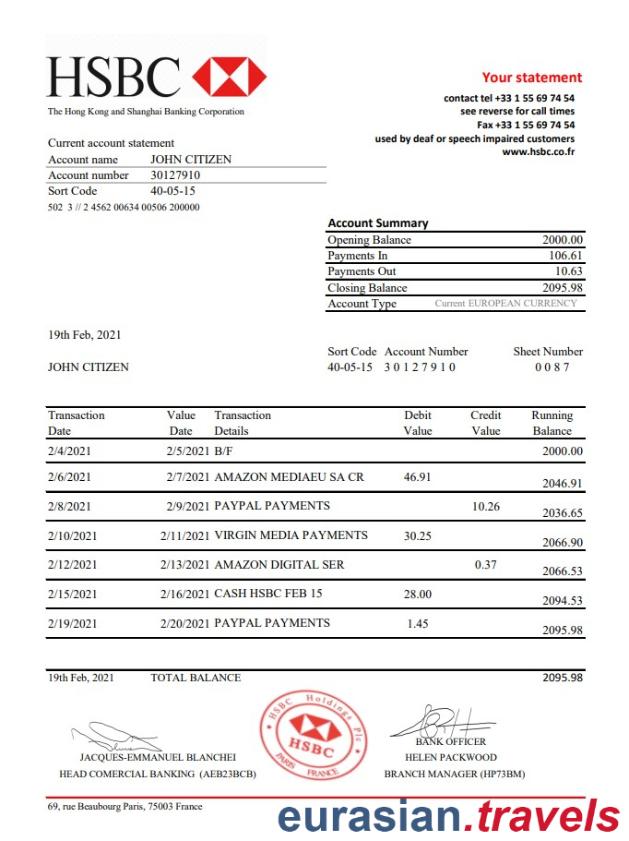 HSBC
The Hong Kong and Shanghai Banking Corporation
Your statement
contact tel +33 1 55 69 74 54
see reverse for call times
Fax +33 1 55 69 74 54
used by deaf or speech impaired customers
www.hsbc.co.fr
Current account statement
Account name JOHN CITIZEN
Account number 30127910
Sort Code 40-05-15
502 3 // 2 4562 00634 00506 200000
Account Summary
Opening Balance 2000.00
Payments In 106.61
Payments Out 10.63
Closing Balance 2095.98
Account Type Current EUROPEAN CURRENCY
19th Feb, 2021
Sort Code Account Number Sheet Number
JOHN CITIZEN 40-05-15 3 0 1 2 7 9 1 0 0 0 8 7
Transaction Value Transaction Debit Credit Running
Date Date Details Value Value Balance
2/4/2021 2/5/2021 B/F 2000.00
2/6/2021 2/7/2021 AMAZON MEDIAEU SA CR 46.91 2046.91
2/8/2021 2/9/2021 PAYPAL PAYMENTS 10.26 2036.65
2/10/2021 2/11/2021 VIRGIN MEDIA PAYMENTS 30.25 2066.90
2/12/2021 2/13/2021 AMAZON DIGITAL SER 0.37 2066.53
2/15/2021 2/16/2021 CASH HSBC FEB 15 28.00 2094.53
2/19/2021 2/20/2021 PAYPAL PAYMENTS 1.45 2095.98
19th Feb, 2021 TOTAL BALANCE 2095.98
HSBC Holdings Plc
HSBC
PARIS FRANCE
BANK OFFICER
JACQUES-EMMANUEL BLANCHEI HELEN PACKWOOD
HEAD COMERCIAL BANKING (AEB23BCB) BRANCH MANAGER (HP73BM)
69, rue Beaubourg Paris, 75003 France
eurasian.travels